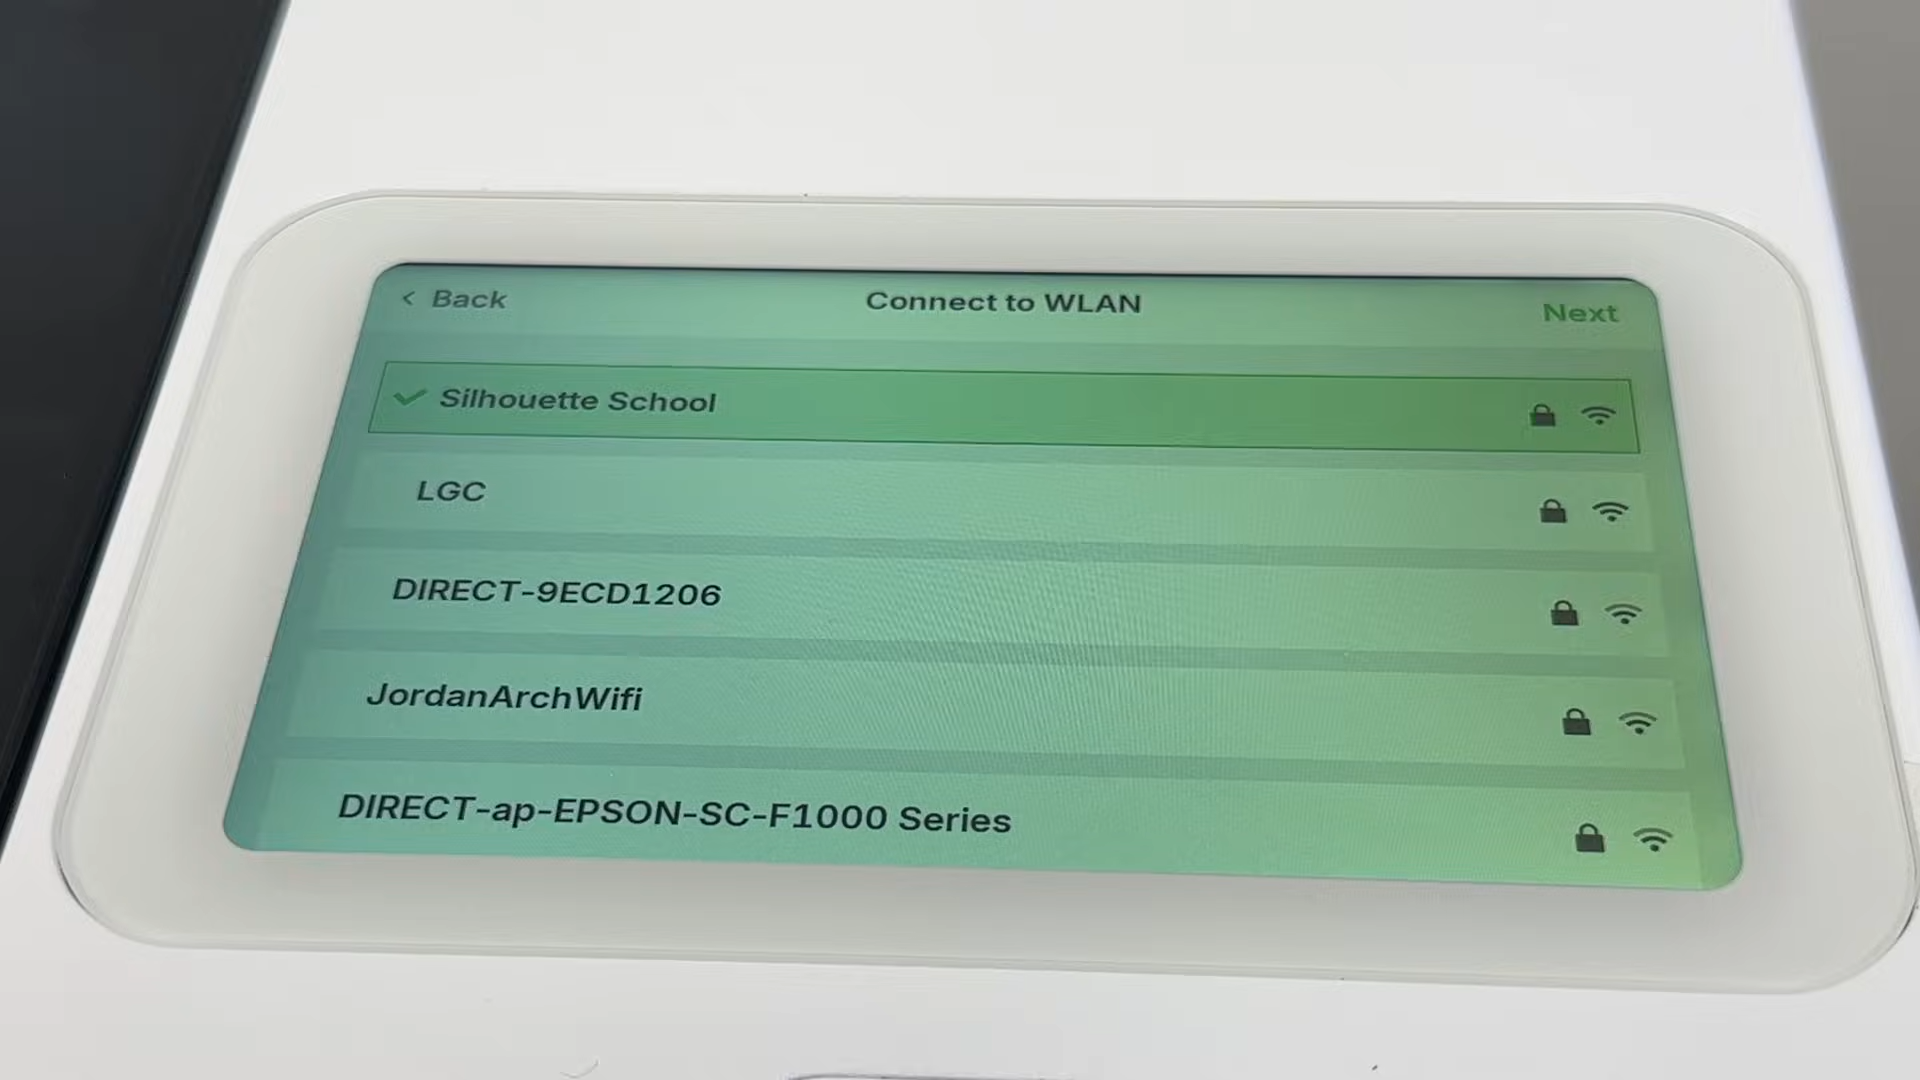 < Back
Connect to WLAN
Next
Silhouette School
LGC
DIRECT-9ECD1206
JordanArchWifi
DIRECT-ap-EPSON-SC-F1000 Series